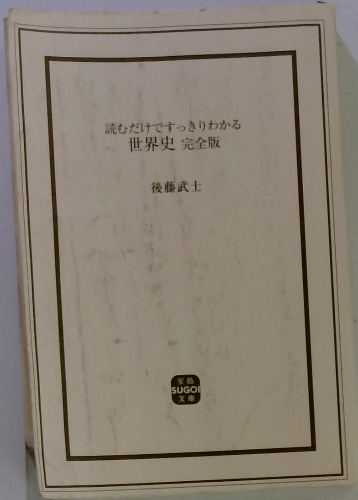 読むだけですっきりわかる
世界史 完全版
後藤武士
宝島
SUGOI
文庫